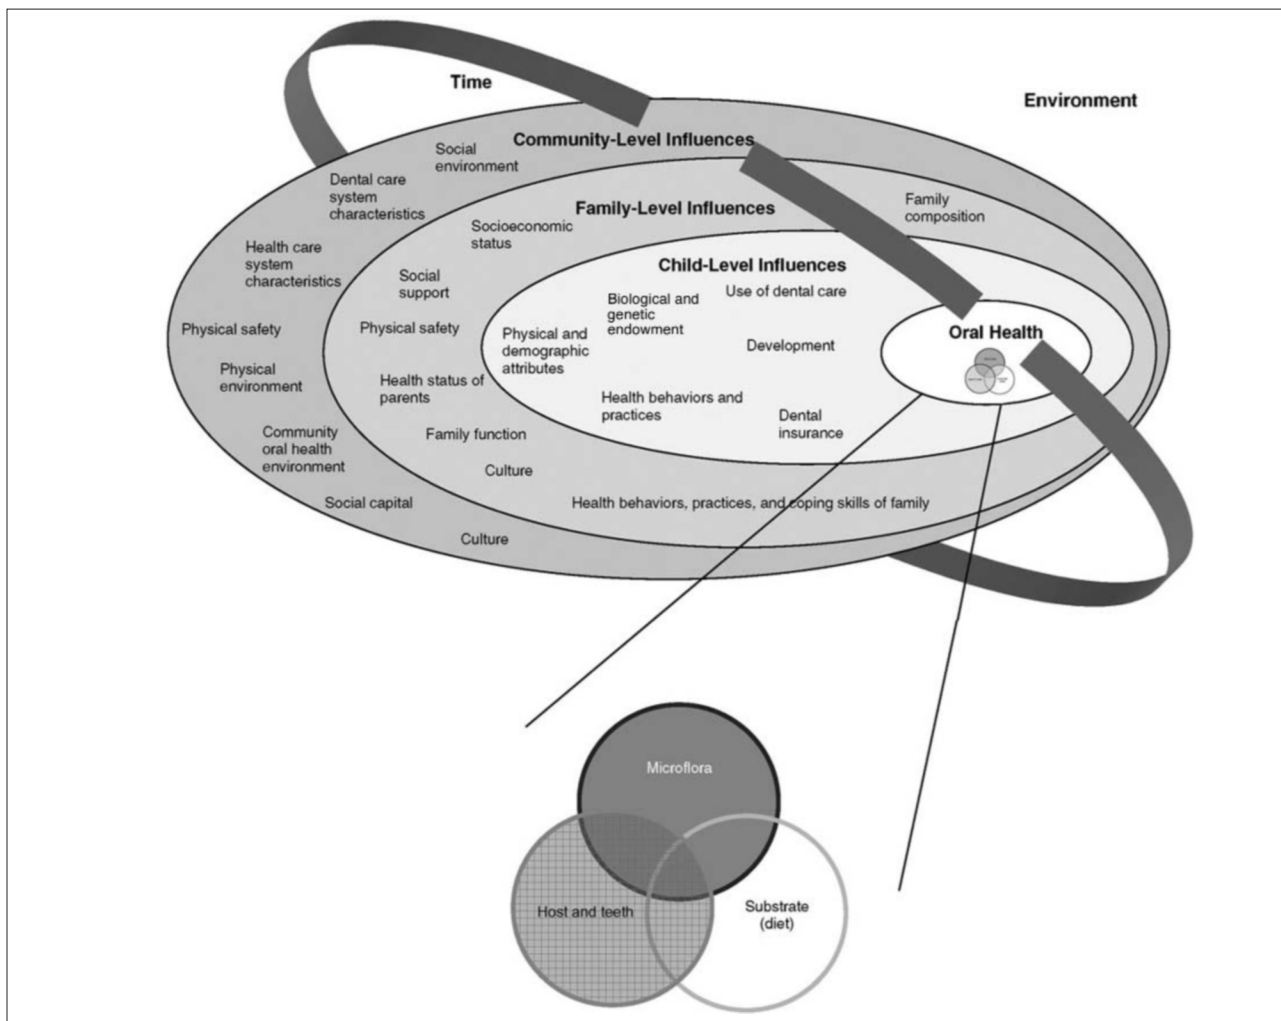 Time
Environment
Community-Level Influences
Social
environment
Dental care
system
characteristics
Family-Level Influences
Family
composition
Socioeconomic
status
Health care
system
characteristics
Child-Level Influences
Social
support
Use of dental care
Biological and
genetic
endowment
Physical safety
Physical safety
Physical and
demographic
attributes
Oral Health
Development
Physical
environment
Health status of
parents
Health behaviors and
practices
Dental
insurance
Community
oral health
environment
Family function
Culture
Social capital
Health behaviors, practices, and coping skills of family
Culture
Microflora
Host and teeth
Substrate
(diet)